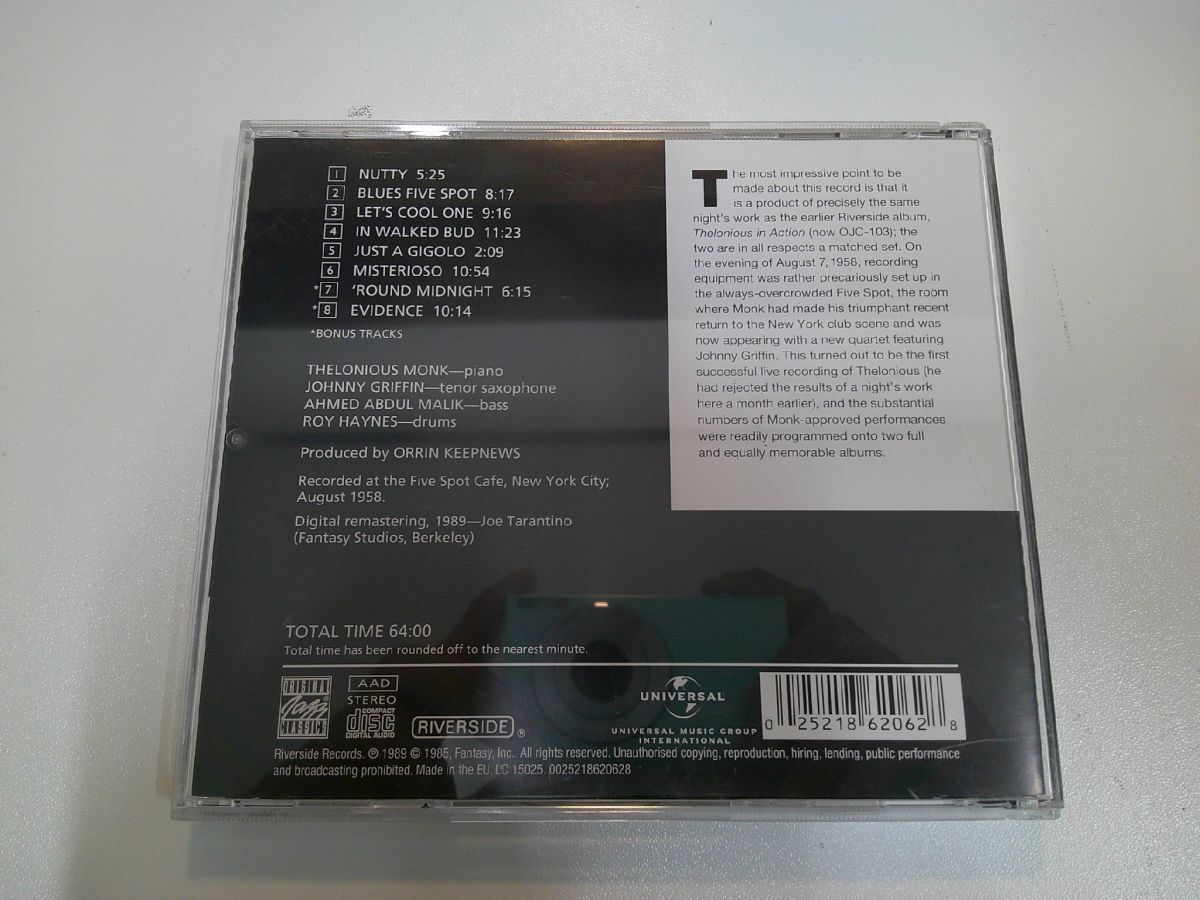 1 NUTTY 5:25
2 BLUES FIVE SPOT 8:17
3 LET'S COOL ONE 9:16
4 IN WALKED BUD 11:23
5 JUST A GIGOLO 2:09
6 MISTERIOSO 10:54
*7 'ROUND MIDNIGHT 6:15
*8 EVIDENCE 10:14
*BONUS TRACKS
THELONIOUS MONK—piano
JOHNNY GRIFFIN—tenor saxophone
AHMED ABDUL MALIK—bass
ROY HAYNES—drums
Produced by ORRIN KEEPNEWS
Recorded at the Five Spot Cafe, New York City;
August 1958.
Digital remastering, 1989—Joe Tarantino
(Fantasy Studios, Berkeley)
The most impressive point to be
made about this record is that it
is a product of precisely the same
night's work as the earlier Riverside album,
Thelonious in Action (now OJC-103); the
two are in all respects a matched set. On
the evening of August 7, 1958, recording
equipment was rather precariously set up in
the always-overcrowded Five Spot, the room
where Monk had made his triumphant recent
return to the New York club scene and was
now appearing with a new quartet featuring
Johnny Griffin. This turned out to be the first
successful live recording of Thelonious (he
had rejected the results of a night's work
here a month earlier), and the substantial
numbers of Monk-approved performances
were readily programmed onto two full
and equally memorable albums.
TOTAL TIME 64:00
Total time has been rounded off to the nearest minute.
ORIGINAL
Jazz
CLASSICS
AAD
STEREO
COMPACT
disc
DIGITAL AUDIO
RIVERSIDE®
UNIVERSAL
UNIVERSAL MUSIC GROUP
INTERNATIONAL
0 25218 62062 8
Riverside Records. ℗ 1989 © 1985, Fantasy, Inc. All rights reserved. Unauthorised copying, reproduction, hiring, lending, public performance
and broadcasting prohibited. Made in the EU. LC 15025. 0025218620628